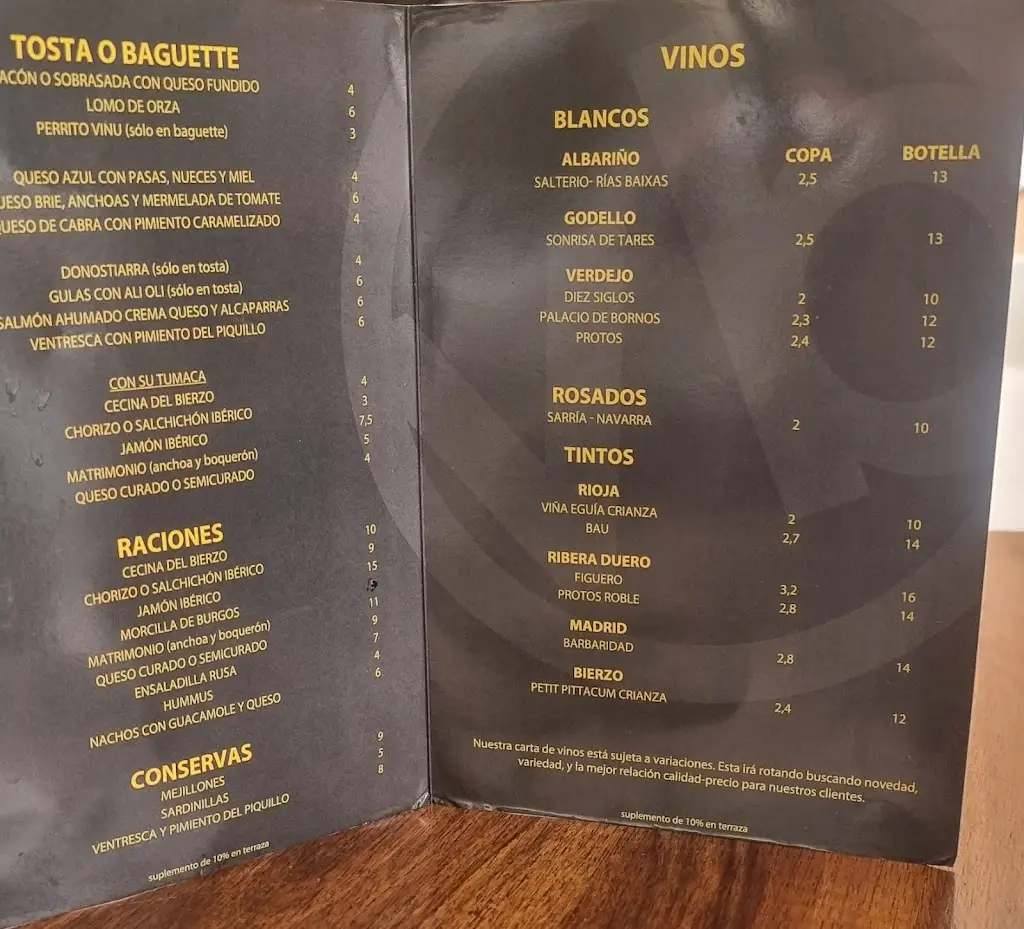 TOSTA O BAGUETTE
ACÓN O SOBRASADA CON QUESO FUNDIDO 4
LOMO DE ORZA 6
PERRITO VIÑU (sólo en baguette) 3
QUESO AZUL CON PASAS, NUECES Y MIEL 4
UESO BRIE, ANCHOAS Y MERMELADA DE TOMATE 6
UESO DE CABRA CON PIMIENTO CARAMELIZADO 4
DONOSTIARRA (sólo en tosta) 4
GULAS CON ALI OLI (sólo en tosta) 6
SALMÓN AHUMADO CREMA QUESO Y ALCAPARRAS 6
VENTRESCA CON PIMIENTO DEL PIQUILLO 6
CON SU TUMACA
CECINA DEL BIERZO 4
CHORIZO O SALCHICHÓN IBÉRICO 3
JAMÓN IBÉRICO 7,5
MATRIMONIO (anchoa y boquerón) 5
QUESO CURADO O SEMICURADO 4
RACIONES
CECINA DEL BIERZO 10
CHORIZO O SALCHICHÓN IBÉRICO 9
JAMÓN IBÉRICO 15
MORCILLA DE BURGOS
MATRIMONIO (anchoa y boquerón) 11
QUESO CURADO O SEMICURADO 9
ENSALADILLA RUSA 7
HUMMUS 4
NACHOS CON GUACAMOLE Y QUESO 6
CONSERVAS
MEJILLONES 9
SARDINILLAS 5
VENTRESCA Y PIMIENTO DEL PIQUILLO 8
suplemento de 10% en terraza
VINOS
BLANCOS
ALBARIÑO COPA BOTELLA
SALTERIO- RÍAS BAIXAS 2,5 13
GODELLO
SONRISA DE TARES 2,5 13
VERDEJO
DIEZ SIGLOS 2 10
PALACIO DE BORNOS 2,3 12
PROTOS 2,4 12
ROSADOS
SARRÍA - NAVARRA 2 10
TINTOS
RIOJA
VIÑA EGUÍA CRIANZA 2 10
BAU 2,7 14
RIBERA DUERO
FIGUERO 3,2 16
PROTOS ROBLE 2,8 14
MADRID
BARBARIDAD 2,8 14
BIERZO
PETIT PITTACUM CRIANZA 2,4 12
Nuestra carta de vinos está sujeta a variaciones. Esta irá rotando buscando novedad,
variedad, y la mejor relación calidad-precio para nuestros clientes.
suplemento de 10% en terraza